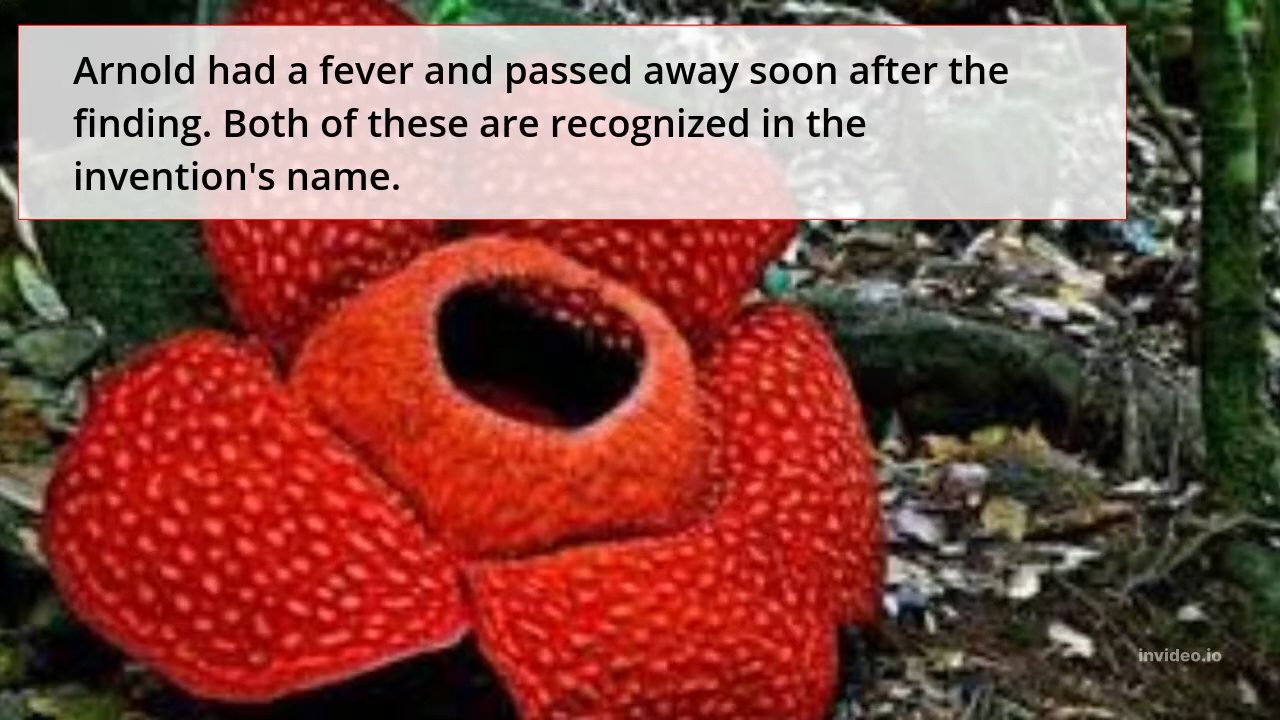 Arnold had a fever and passed away soon after the
finding. Both of these are recognized in the
invention's name.
invideo.io